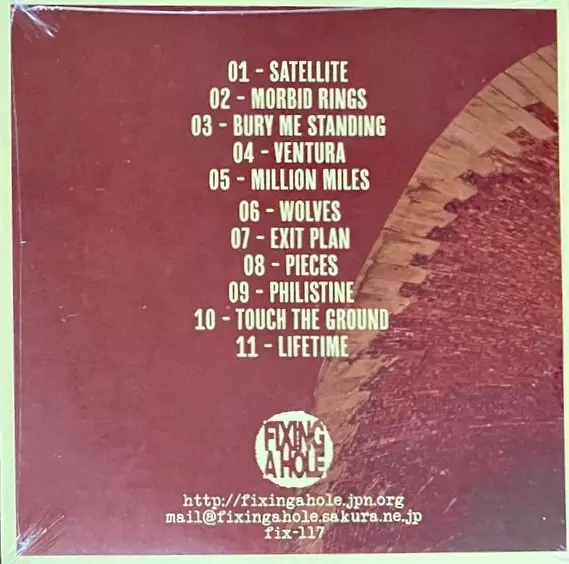 01 - SATELLITE
02 - MORBID RINGS
03 - BURY ME STANDING
04 - VENTURA
05 - MILLION MILES
06 - WOLVES
07 - EXIT PLAN
08 - PIECES
09 - PHILISTINE
10 - TOUCH THE GROUND
11 - LIFETIME
FIXING
A HOLE
http://fixingahole.jpn.org
mail@fixingahole.sakura.ne.jp
fix-117